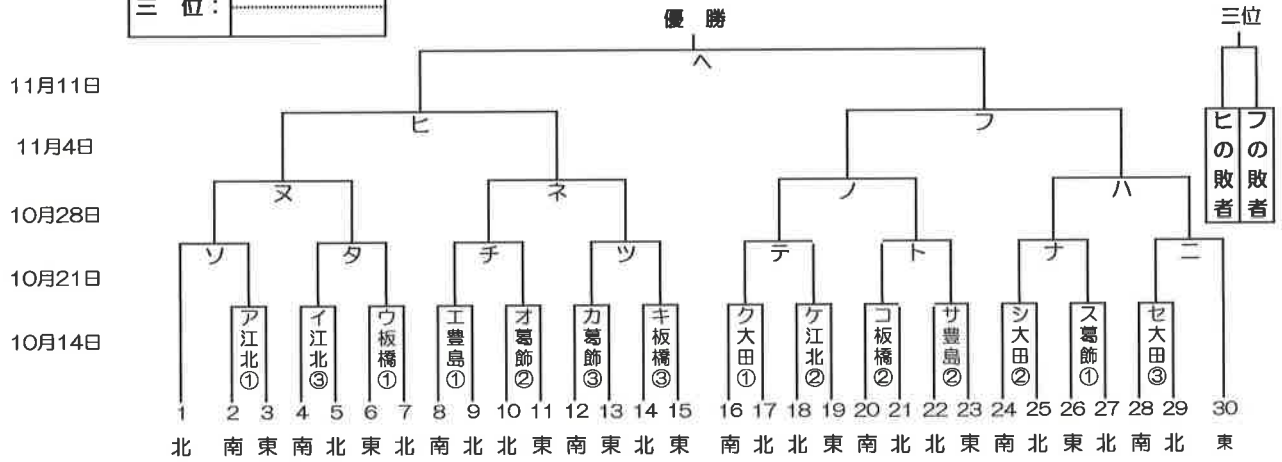 三 位：
優 勝
三位
ヘ
11月11日
ヒ
フ
ヒの敗者
フの敗者
11月4日
ヌ
ネ
ノ
ハ
10月28日
ソ
タ
チ
ツ
テ
ト
ナ
ニ
10月21日
ア江北①
イ江北③
ウ板橋①
エ豊島①
オ葛飾②
カ葛飾③
キ板橋③
ク大田①
ケ江北②
コ板橋②
サ豊島②
シ大田②
ス葛飾①
セ大田③
10月14日
1 2 3 4 5 6 7 8 9 10 11 12 13 14 15 16 17 18 19 20 21 22 23 24 25 26 27 28 29 30
北 南 東 南 北 東 北 南 北 北 東 南 北 北 東 南 北 北 東 南 北 北 東 南 北 東 北 南 北 東